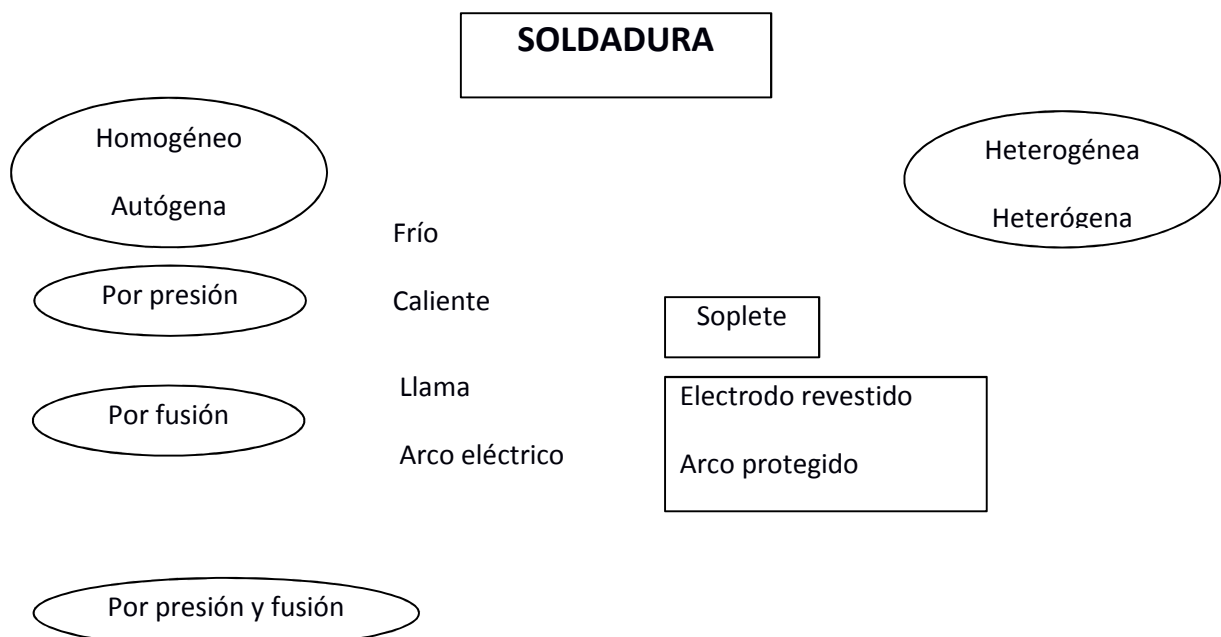 SOLDADURA
Homogéneo
Autógena
Heterogénea
Heterógena
Frío
Por presión
Caliente
Soplete
Llama
Electrodo revestido
Por fusión
Arco eléctrico
Arco protegido
Por presión y fusión